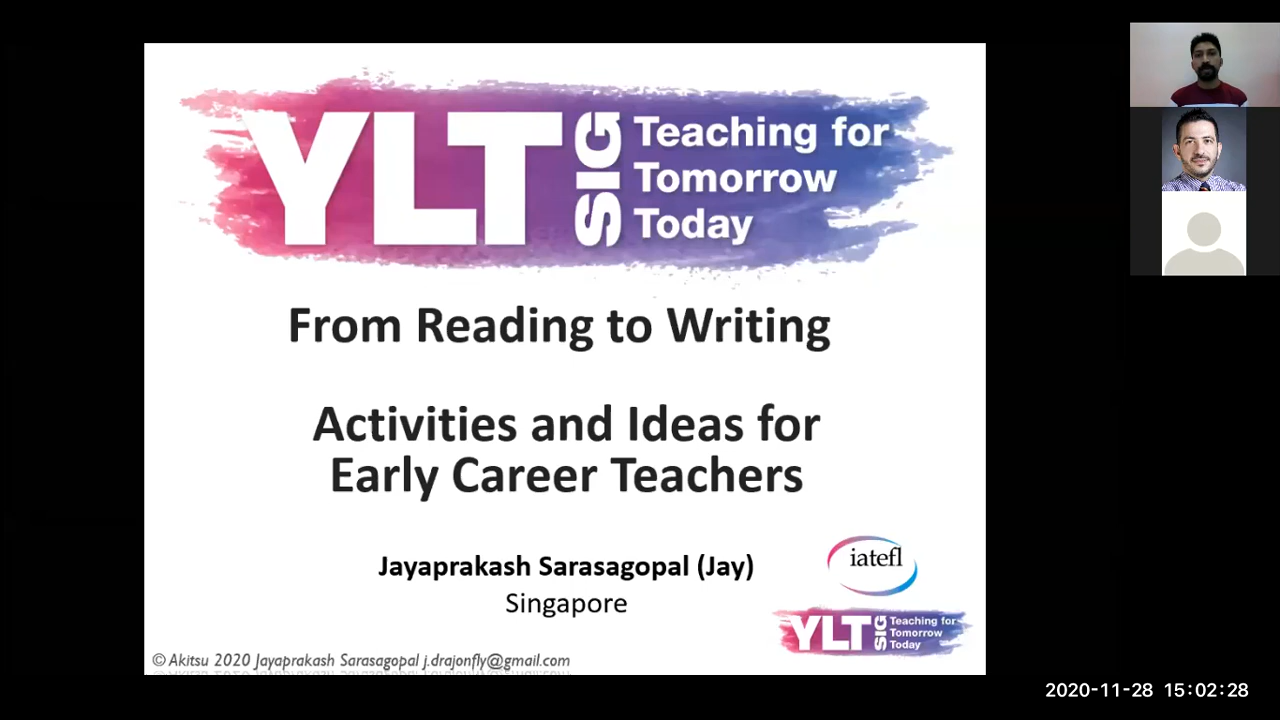 YLT SIG Teaching for
Tomorrow
Today
From Reading to Writing
Activities and Ideas for
Early Career Teachers
Jayaprakash Sarasagopal (Jay)
Singapore
iatefl
YLT SIG Teaching for
Tomorrow
Today
© Akitsu 2020 Jayaprakash Sarasagopal j.drajonfly@gmail.com
2020-11-28 15:02:28